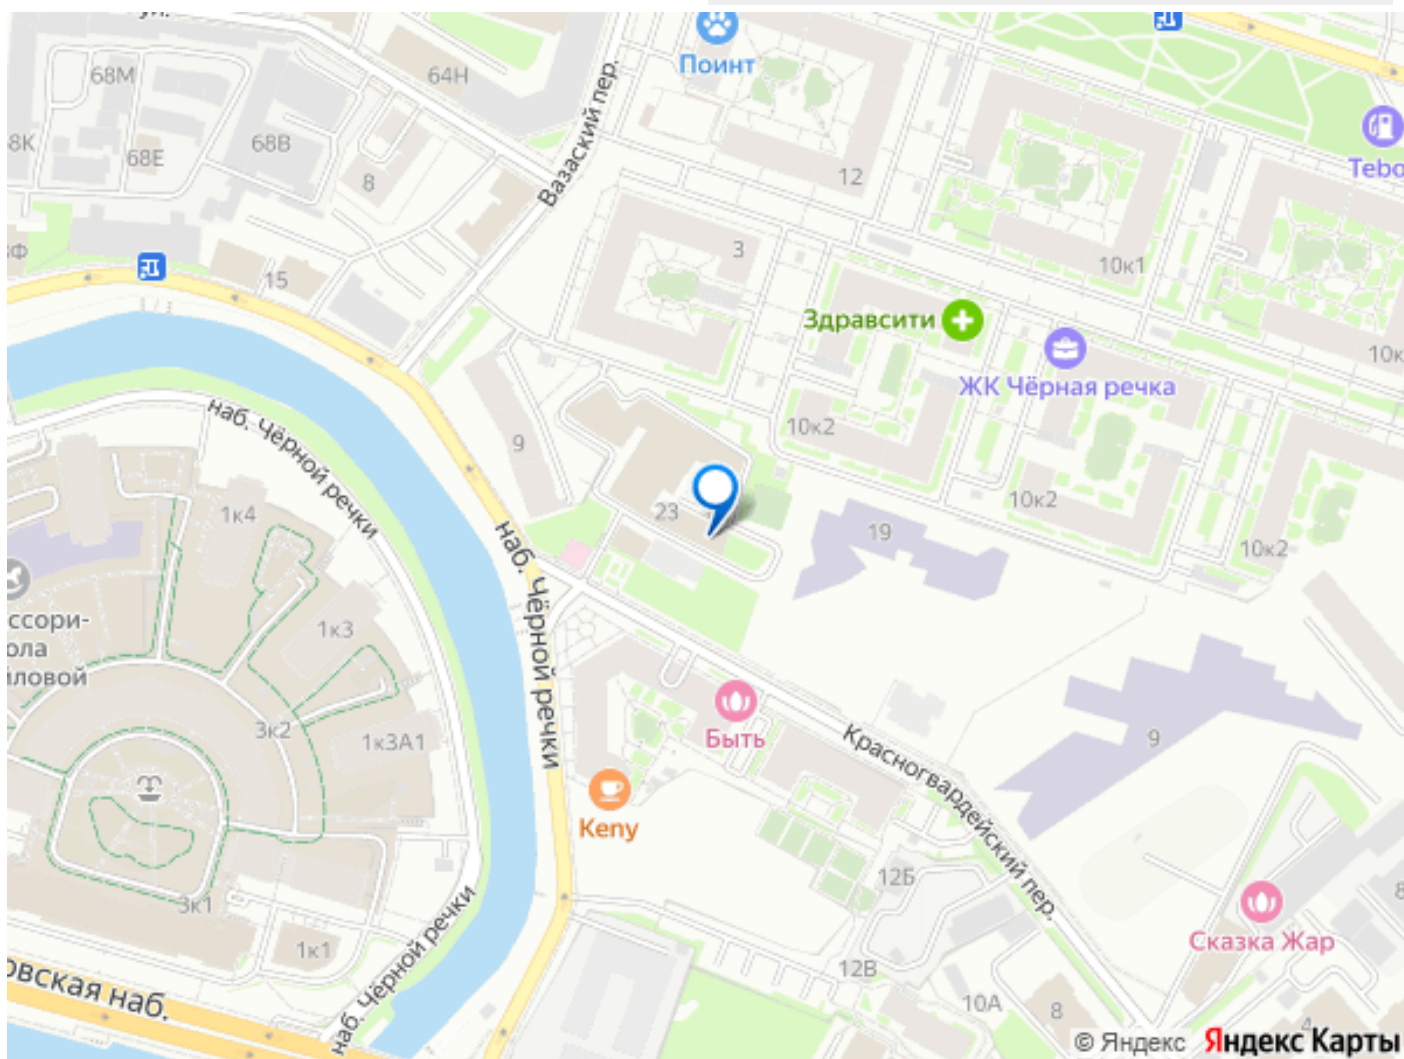 ул.
Поинт
68М
64Н
Вазаский пер.
Tebo
8К
68Е
68В
8
12
3
10к1
15
Здравсити
ЖК Чёрная речка
10к
наб. Чёрной речки
9
10к2
10к2
10к2
1к4
23
19
наб. Чёрной речки
ссори-
ола
иловой
1к3
3к2
1к3А1
Быть
Красногвардейский пер.
9
Keny
12Б
3к1
1к1
наб. Чёрной речки
Сказка Жар
8
12В
10А
8
4
овская наб.
© Яндекс Яндекс Карты